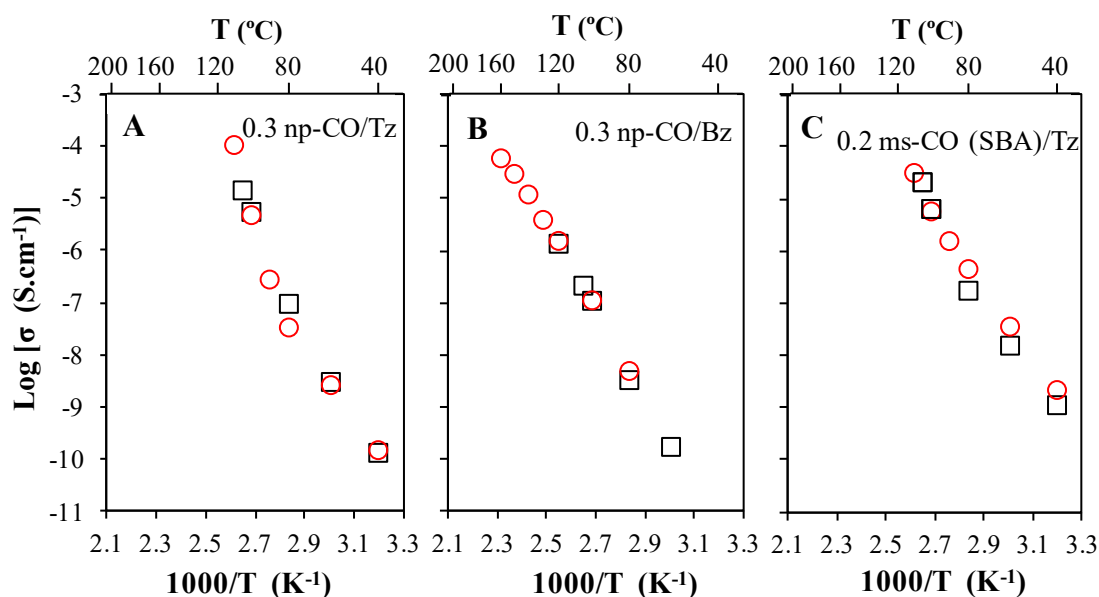 T (ºC) T (ºC) T (ºC)
200 160 120 80 40 200 160 120 80 40 200 160 120 80 40
-3
A 0.3 np-CO/Tz B 0.3 np-CO/Bz C 0.2 ms-CO (SBA)/Tz
-4
-5
-6
-7
-8
-9
-10
-11
Log [σ (S.cm-1)]
2.1 2.3 2.5 2.7 2.9 3.1 3.3 2.1 2.3 2.5 2.7 2.9 3.1 3.3 2.1 2.3 2.5 2.7 2.9 3.1 3.3
1000/T (K-1) 1000/T (K-1) 1000/T (K-1)